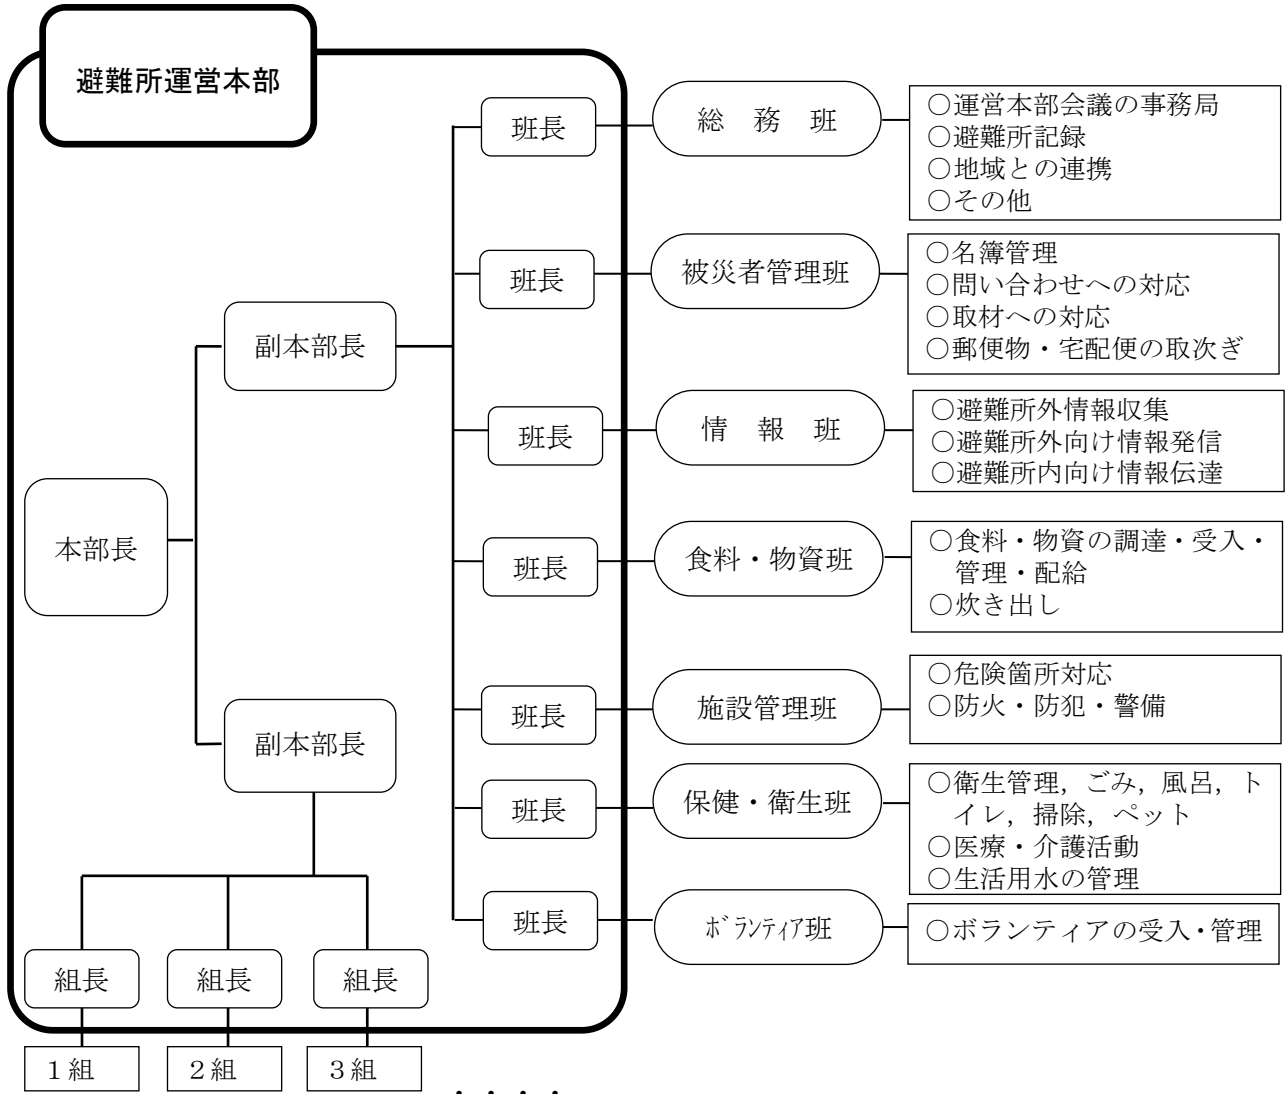 避難所運営本部
班長
総　務　班
○運営本部会議の事務局
○避難所記録
○地域との連携
○その他
班長
被災者管理班
○名簿管理
○問い合わせへの対応
○取材への対応
○郵便物・宅配便の取次ぎ
副本部長
班長
情　報　班
○避難所外情報収集
○避難所外向け情報発信
○避難所内向け情報伝達
本部長
班長
食料・物資班
○食料・物資の調達・受入・
管理・配給
○炊き出し
班長
施設管理班
○危険箇所対応
○防火・防犯・警備
副本部長
班長
保健・衛生班
○衛生管理，ごみ，風呂，ト
イレ，掃除，ペット
○医療・介護活動
○生活用水の管理
班長
ﾎﾞﾗﾝﾃｨｱ班
○ボランティアの受入・管理
組長
組長
組長
１組
２組
３組
・・・・